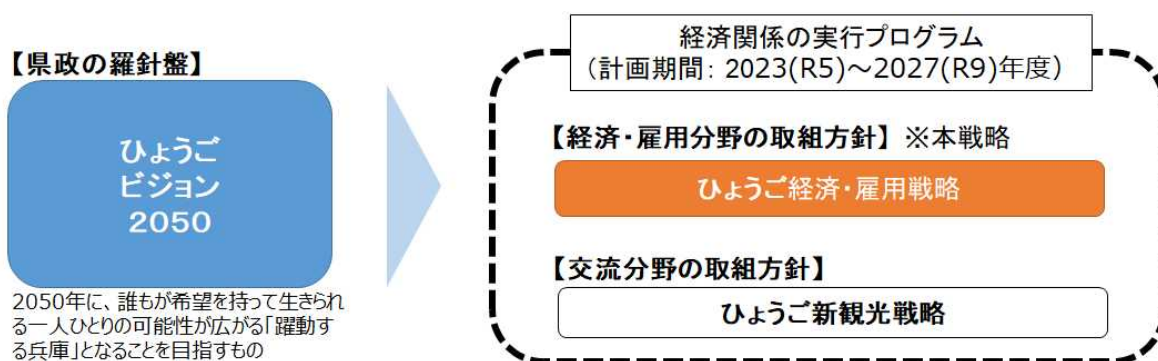 【県政の羅針盤】
ひょうご
ビジョン
2050
2050年に、誰もが希望を持って生きられ
る一人ひとりの可能性が広がる「躍動す
る兵庫」となることを目指すもの
経済関係の実行プログラム
(計画期間: 2023(R5)～2027(R9)年度)
【経済・雇用分野の取組方針】 ※本戦略
ひょうご経済・雇用戦略
【交流分野の取組方針】
ひょうご新観光戦略